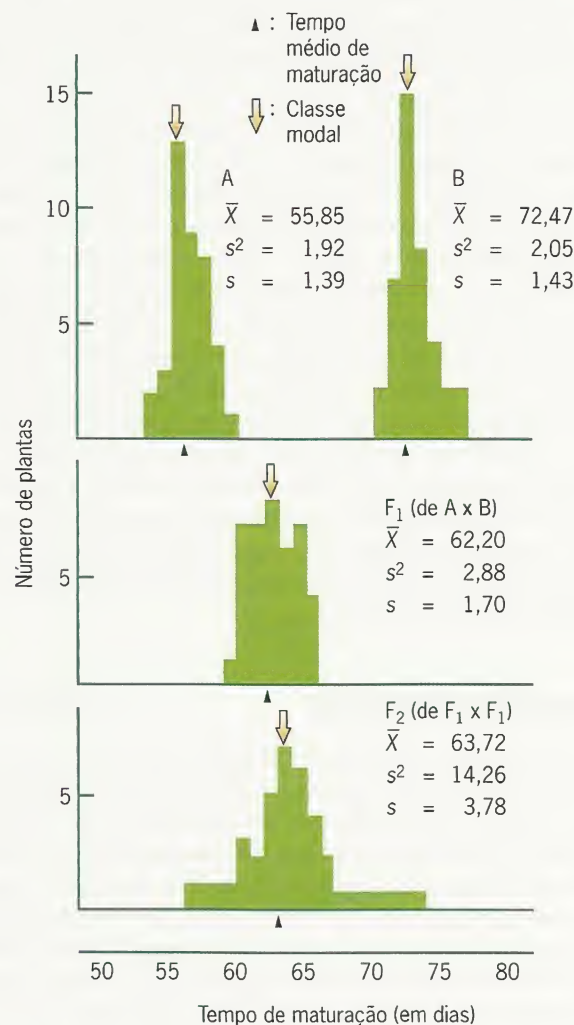 ▲ : Tempo
médio de
maturação
⇩ : Classe
modal
15
10
5
A
X̄ = 55,85
s² = 1,92
s = 1,39
B
X̄ = 72,47
s² = 2,05
s = 1,43
Número de plantas
5
F₁ (de A x B)
X̄ = 62,20
s² = 2,88
s = 1,70
5
F₂ (de F₁ x F₁)
X̄ = 63,72
s² = 14,26
s = 3,78
50 55 60 65 70 75 80
Tempo de maturação (em dias)